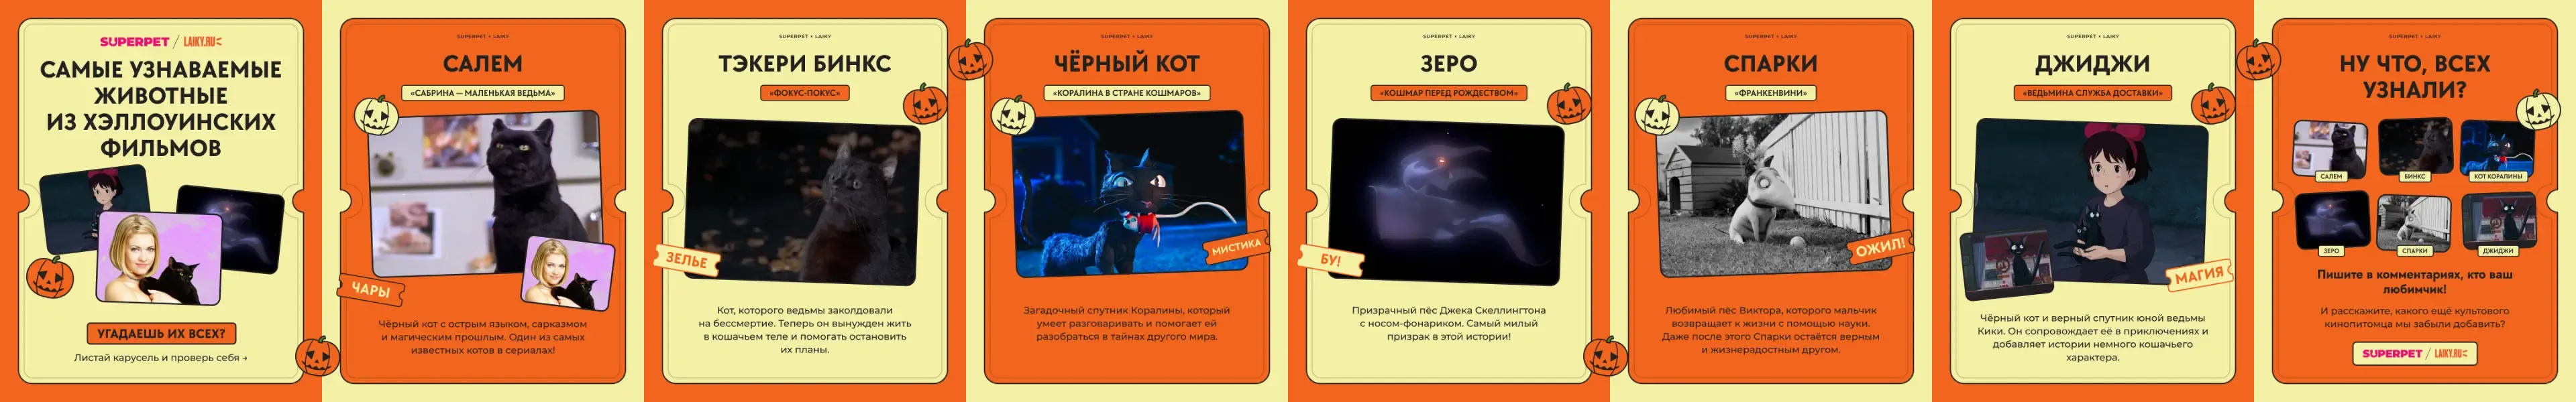 SUPERPET / LAIKY.RU
САМЫЕ УЗНАВАЕМЫЕ
ЖИВОТНЫЕ
ИЗ ХЭЛЛОУИНСКИХ
ФИЛЬМОВ
УГАДАЕШЬ ИХ ВСЕХ?
Листай карусель и проверь себя →
SUPERPET × LAIKY
САЛЕМ
«САБРИНА — МАЛЕНЬКАЯ ВЕДЬМА»
ЧАРЫ
Чёрный кот с острым языком, сарказмом
и магическим прошлым. Один из самых
известных котов в сериалах!
SUPERPET × LAIKY
ТЭКЕРИ БИНКС
«ФОКУС-ПОКУС»
ЗЕЛЬЕ
Кот, которого ведьмы заколдовали
на бессмертие. Теперь он вынужден жить
в кошачьем теле и помогать остановить
их планы.
SUPERPET × LAIKY
ЧЁРНЫЙ КОТ
«КОРАЛИНА В СТРАНЕ КОШМАРОВ»
МИСТИКА
Загадочный спутник Коралины, который
умеет разговаривать и помогает ей
разобраться в тайнах другого мира.
SUPERPET × LAIKY
ЗЕРО
«КОШМАР ПЕРЕД РОЖДЕСТВОМ»
БУ!
Призрачный пёс Джека Скеллингтона
с носом-фонариком. Самый милый
призрак в этой истории!
SUPERPET × LAIKY
СПАРКИ
«ФРАНКЕНВИНИ»
ОЖИЛ!
Любимый пёс Виктора, которого мальчик
возвращает к жизни с помощью науки.
Даже после этого Спарки остаётся верным
и жизнерадостным другом.
SUPERPET × LAIKY
ДЖИДЖИ
«ВЕДЬМИНА СЛУЖБА ДОСТАВКИ»
МАГИЯ
Чёрный кот и верный спутник юной ведьмы
Кики. Он сопровождает её в приключениях и
добавляет истории немного кошачьего
характера.
SUPERPET × LAIKY
НУ ЧТО, ВСЕХ
УЗНАЛИ?
САЛЕМ
БИНКС
КОТ КОРАЛИНЫ
ЗЕРО
СПАРКИ
ДЖИДЖИ
Пишите в комментариях, кто ваш
любимчик!
И расскажите, какого ещё культового
кинопитомца мы забыли добавить?
SUPERPET / LAIKY.RU